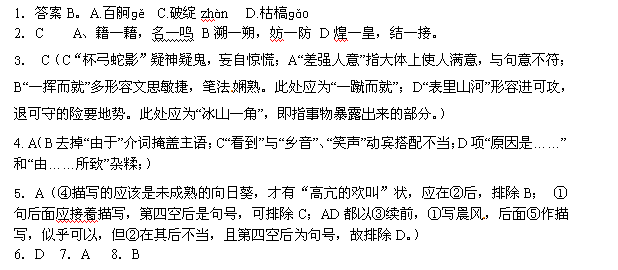 1. 答案 B。A.百舸gě  C.破绽 zhàn  D.枯槁gǎo
2. C    A、籍一藉，名一鸣 B 溯一朔，妨一防 D 煌一皇，结一接。
3.  C（C“杯弓蛇影”疑神疑鬼，妄自惊慌；A“差强人意”指大体上使人满意，与句意不符；
B“一挥而就”多形容文思敏捷，笔法娴熟。此处应为“一蹴而就”；D“表里山河”形容进可攻，
退可守的险要地势。此处应为“冰山一角”，即指事物暴露出来的部分。）
4. A（B 去掉“由于”介词掩盖主语；C“看到”与“乡音”、“笑声”动宾搭配不当；D 项“原因是……”
和“由……所致”杂糅；）
5. A（④描写的应该是未成熟的向日葵，才有“高亢的欢叫”状，应在②后，排除 B； ①
句后面应接着描写，第四空后是句号，可排除 C；AD 都以③续前，①写晨风，后面⑤作描
写，似乎可以，但②在其后不当，且第四空后为句号，故排除 D。）
6. D  7. A  8. B